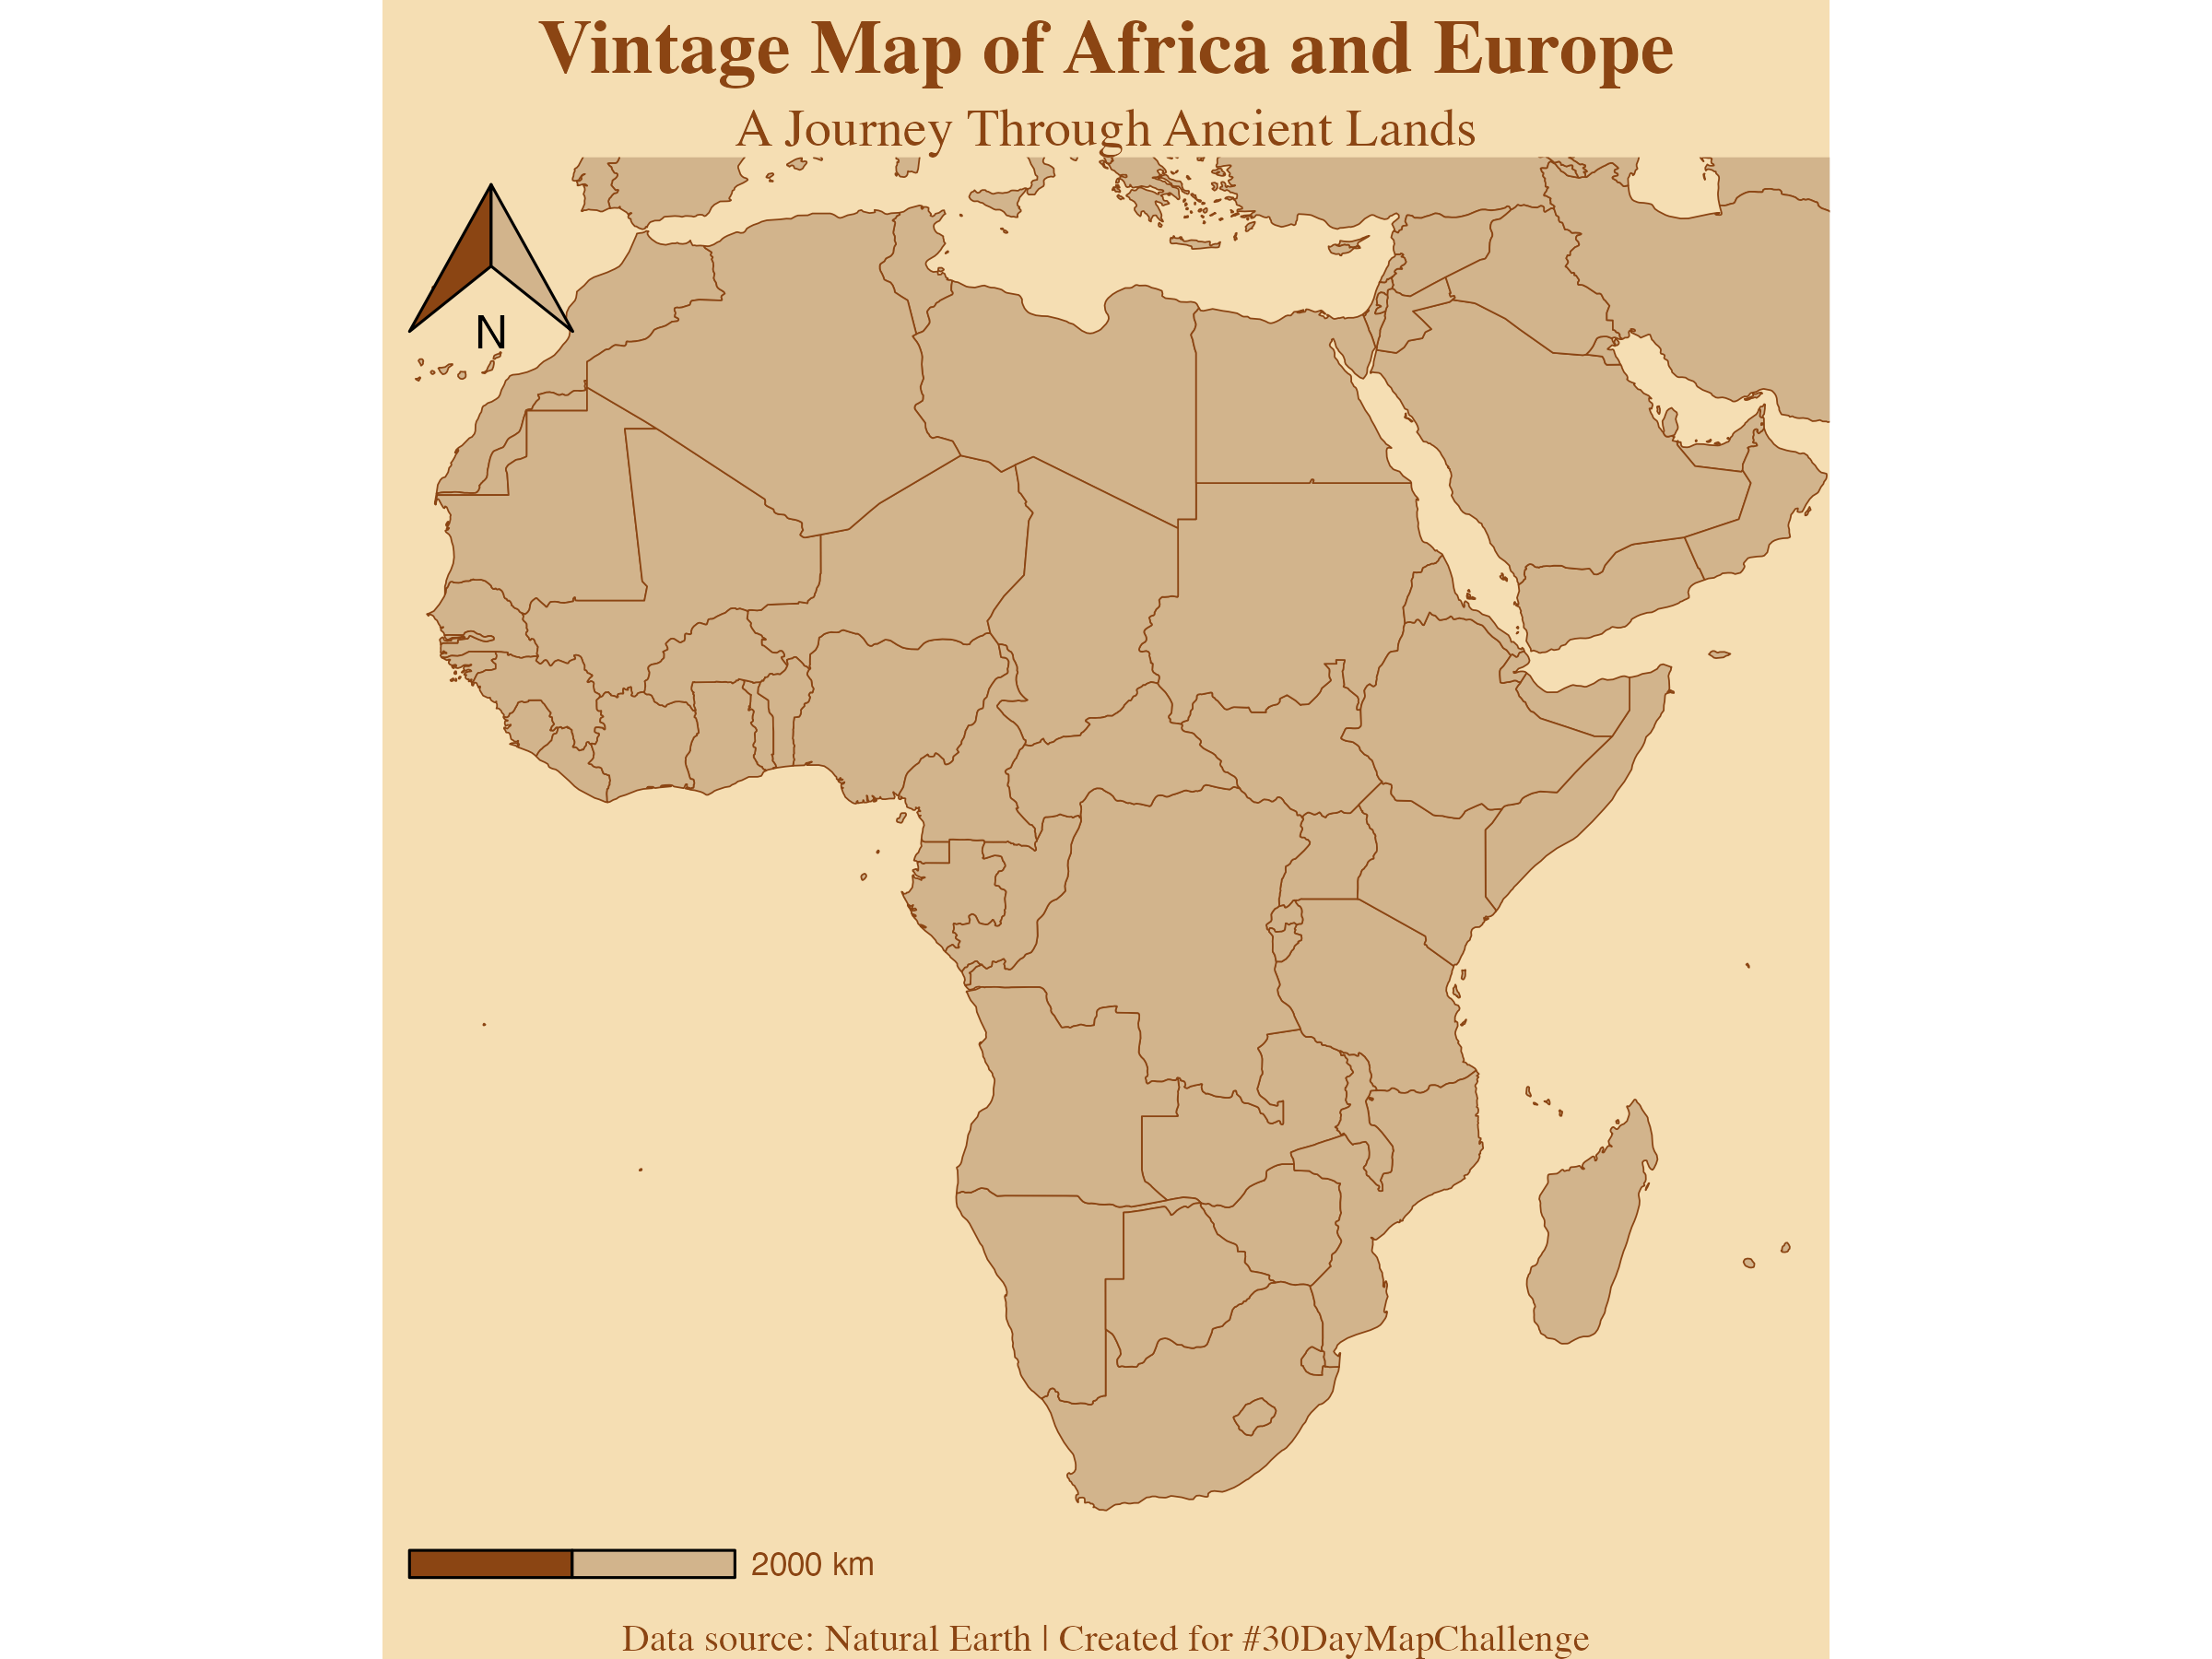 Vintage Map of Africa and Europe
A Journey Through Ancient Lands
N
2000 km
Data source: Natural Earth | Created for #30DayMapChallenge